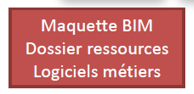 Maquette BIM
Dossier ressources
Logiciels métiers